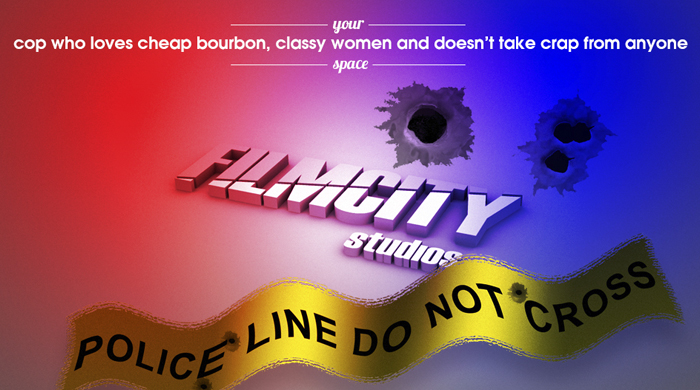 your
cop who loves cheap bourbon, classy women and doesn't take crap from anyone
space
FILMCITY
studios
POLICE LINE DO NOT CROSS